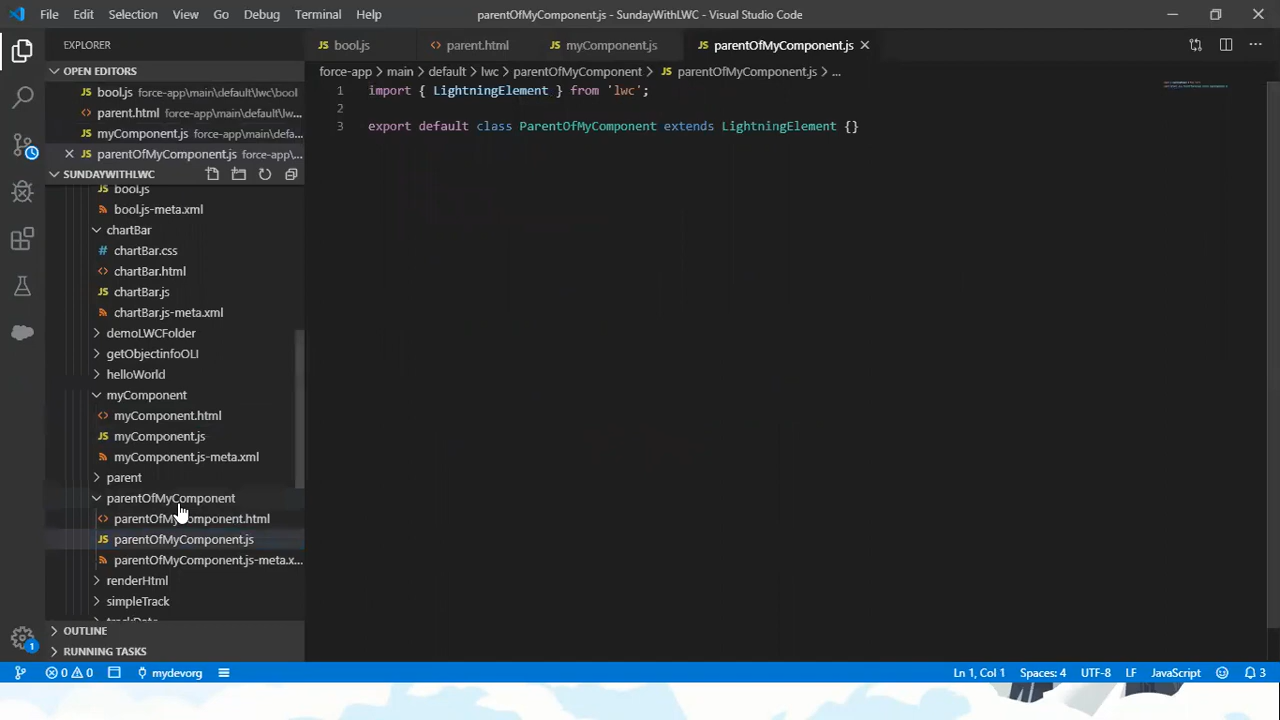 File Edit Selection View Go Debug Terminal Help parentOfMyComponent.js - SundayWithLWC - Visual Studio Code
EXPLORER
OPEN EDITORS
bool.js force-app\main\default\lwc\bool
parent.html force-app\main\default\lw...
myComponent.js force-app\main\defa...
parentOfMyComponent.js force-app\...
SUNDAYWITHLWC
bool.js
bool.js-meta.xml
chartBar
chartBar.css
chartBar.html
chartBar.js
chartBar.js-meta.xml
demoLWCFolder
getObjectinfoOLI
helloWorld
myComponent
myComponent.html
myComponent.js
myComponent.js-meta.xml
parent
parentOfMyComponent
parentOfMyComponent.html
parentOfMyComponent.js
parentOfMyComponent.js-meta.x...
renderHtml
simpleTrack
OUTLINE
RUNNING TASKS
bool.js parent.html myComponent.js parentOfMyComponent.js
force-app > main > default > lwc > parentOfMyComponent > JS parentOfMyComponent.js > ...
1 import { LightningElement } from 'lwc';
2
3 export default class ParentOfMyComponent extends LightningElement {}
1
0 0 mydevorg Ln 1, Col 1 Spaces: 4 UTF-8 LF JavaScript 3